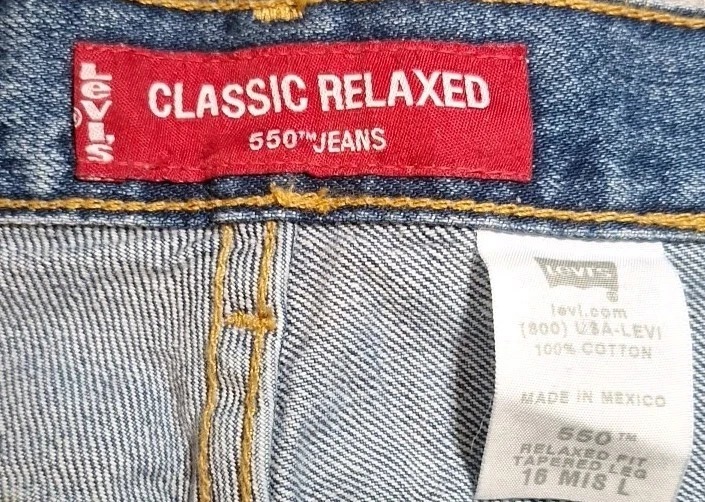 Levi's®
CLASSIC RELAXED
550™JEANS
LEVI'S
levi.com
(800) USA-LEVI
100% COTTON
MADE IN MEXICO
550™
RELAXED FIT
TAPERED LEG
16 MIS L